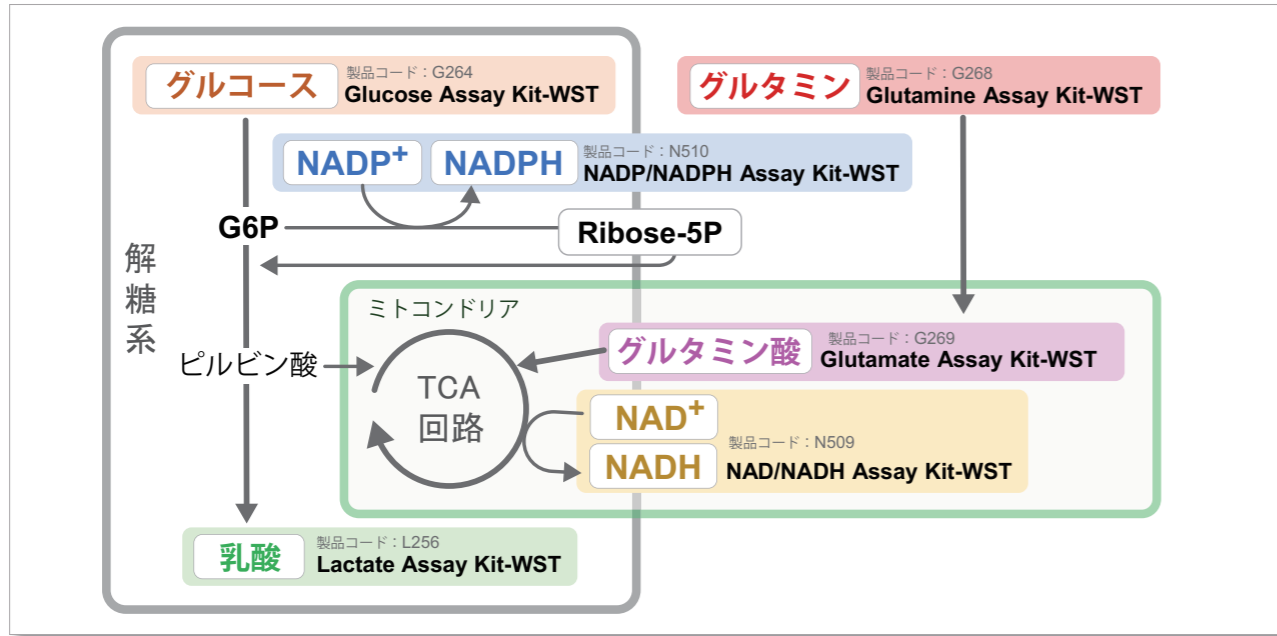 グルコース
製品コード：G264
Glucose Assay Kit-WST
グルタミン
製品コード：G268
Glutamine Assay Kit-WST
NADP+
NADPH
製品コード：N510
NADP/NADPH Assay Kit-WST
G6P
Ribose-5P
解糖系
ミトコンドリア
グルタミン酸
製品コード：G269
Glutamate Assay Kit-WST
ピルビン酸
TCA
回路
NAD+
NADH
製品コード：N509
NAD/NADH Assay Kit-WST
乳酸
製品コード：L256
Lactate Assay Kit-WST